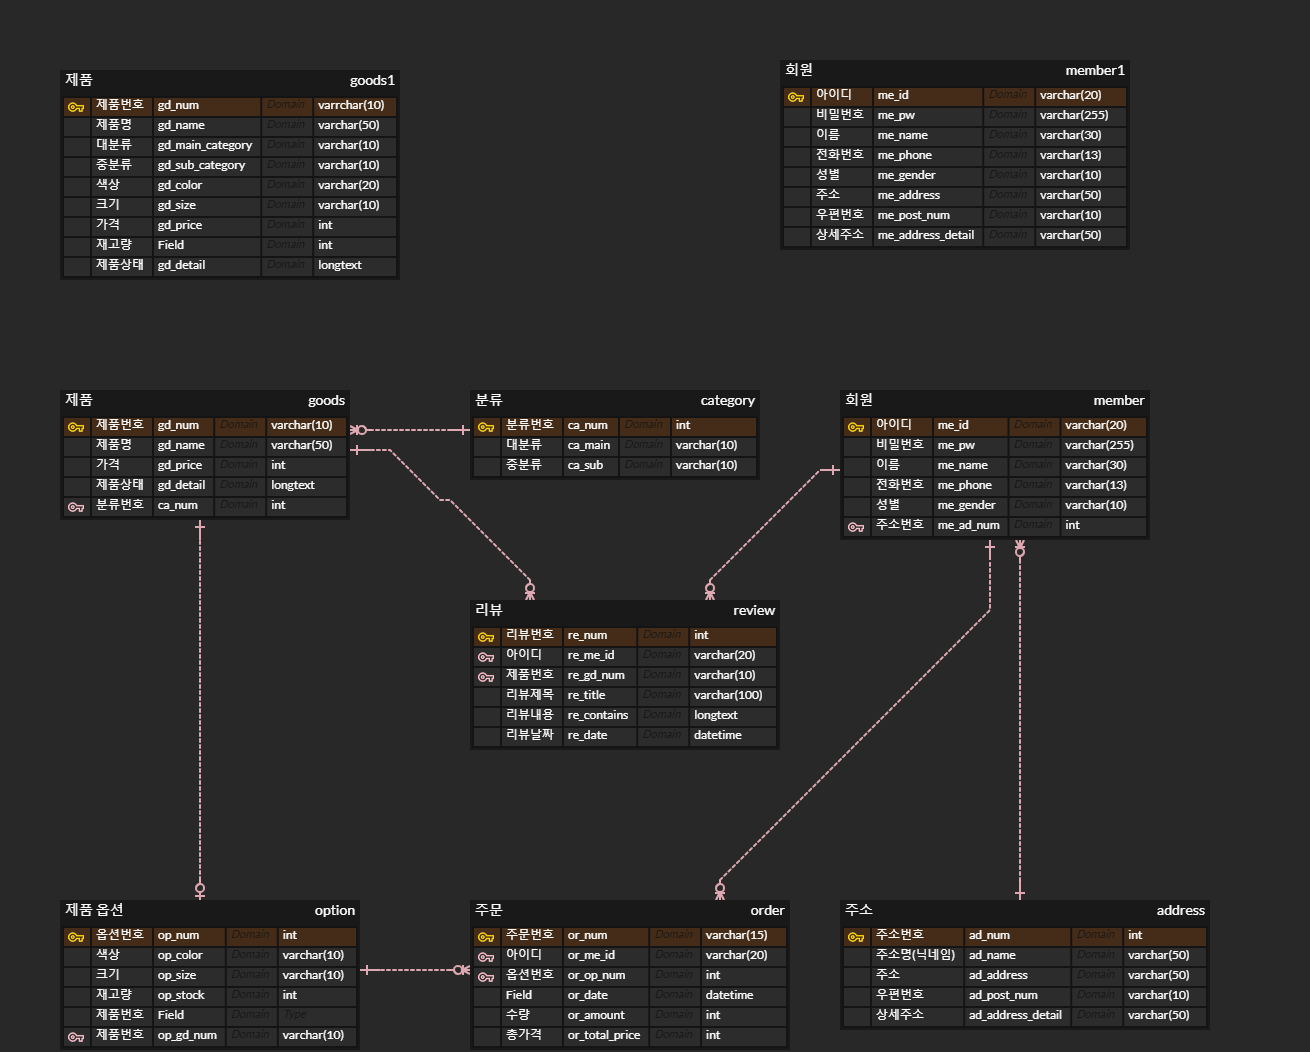 제품 goods1
제품번호 gd_num Domain varrchar(10)
제품명 gd_name Domain varchar(50)
대분류 gd_main_category Domain varchar(10)
중분류 gd_sub_category Domain varchar(10)
색상 gd_color Domain varchar(20)
크기 gd_size Domain varchar(10)
가격 gd_price Domain int
재고량 Field Domain int
제품상태 gd_detail Domain longtext
회원 member1
아이디 me_id Domain varchar(20)
비밀번호 me_pw Domain varchar(255)
이름 me_name Domain varchar(30)
전화번호 me_phone Domain varchar(13)
성별 me_gender Domain varchar(10)
주소 me_address Domain varchar(50)
우편번호 me_post_num Domain varchar(10)
상세주소 me_address_detail Domain varchar(50)
제품 goods
제품번호 gd_num Domain varchar(10)
제품명 gd_name Domain varchar(50)
가격 gd_price Domain int
제품상태 gd_detail Domain longtext
분류번호 ca_num Domain int
분류 category
분류번호 ca_num Domain int
대분류 ca_main Domain varchar(10)
중분류 ca_sub Domain varchar(10)
회원 member
아이디 me_id Domain varchar(20)
비밀번호 me_pw Domain varchar(255)
이름 me_name Domain varchar(30)
전화번호 me_phone Domain varchar(13)
성별 me_gender Domain varchar(10)
주소번호 me_ad_num Domain int
리뷰 review
리뷰번호 re_num Domain int
아이디 re_me_id Domain varchar(20)
제품번호 re_gd_num Domain varchar(10)
리뷰제목 re_title Domain varchar(100)
리뷰내용 re_contains Domain longtext
리뷰날짜 re_date Domain datetime
제품 옵션 option
옵션번호 op_num Domain int
색상 op_color Domain varchar(10)
크기 op_size Domain varchar(10)
재고량 op_stock Domain int
제품번호 Field Domain Type
제품번호 op_gd_num Domain varchar(10)
주문 order
주문번호 or_num Domain varchar(15)
아이디 or_me_id Domain varchar(20)
옵션번호 or_op_num Domain int
Field or_date Domain datetime
수량 or_amount Domain int
총가격 or_total_price Domain int
주소 address
주소번호 ad_num Domain int
주소명(닉네임) ad_name Domain varchar(50)
주소 ad_address Domain varchar(50)
우편번호 ad_post_num Domain varchar(10)
상세주소 ad_address_detail Domain varchar(50)